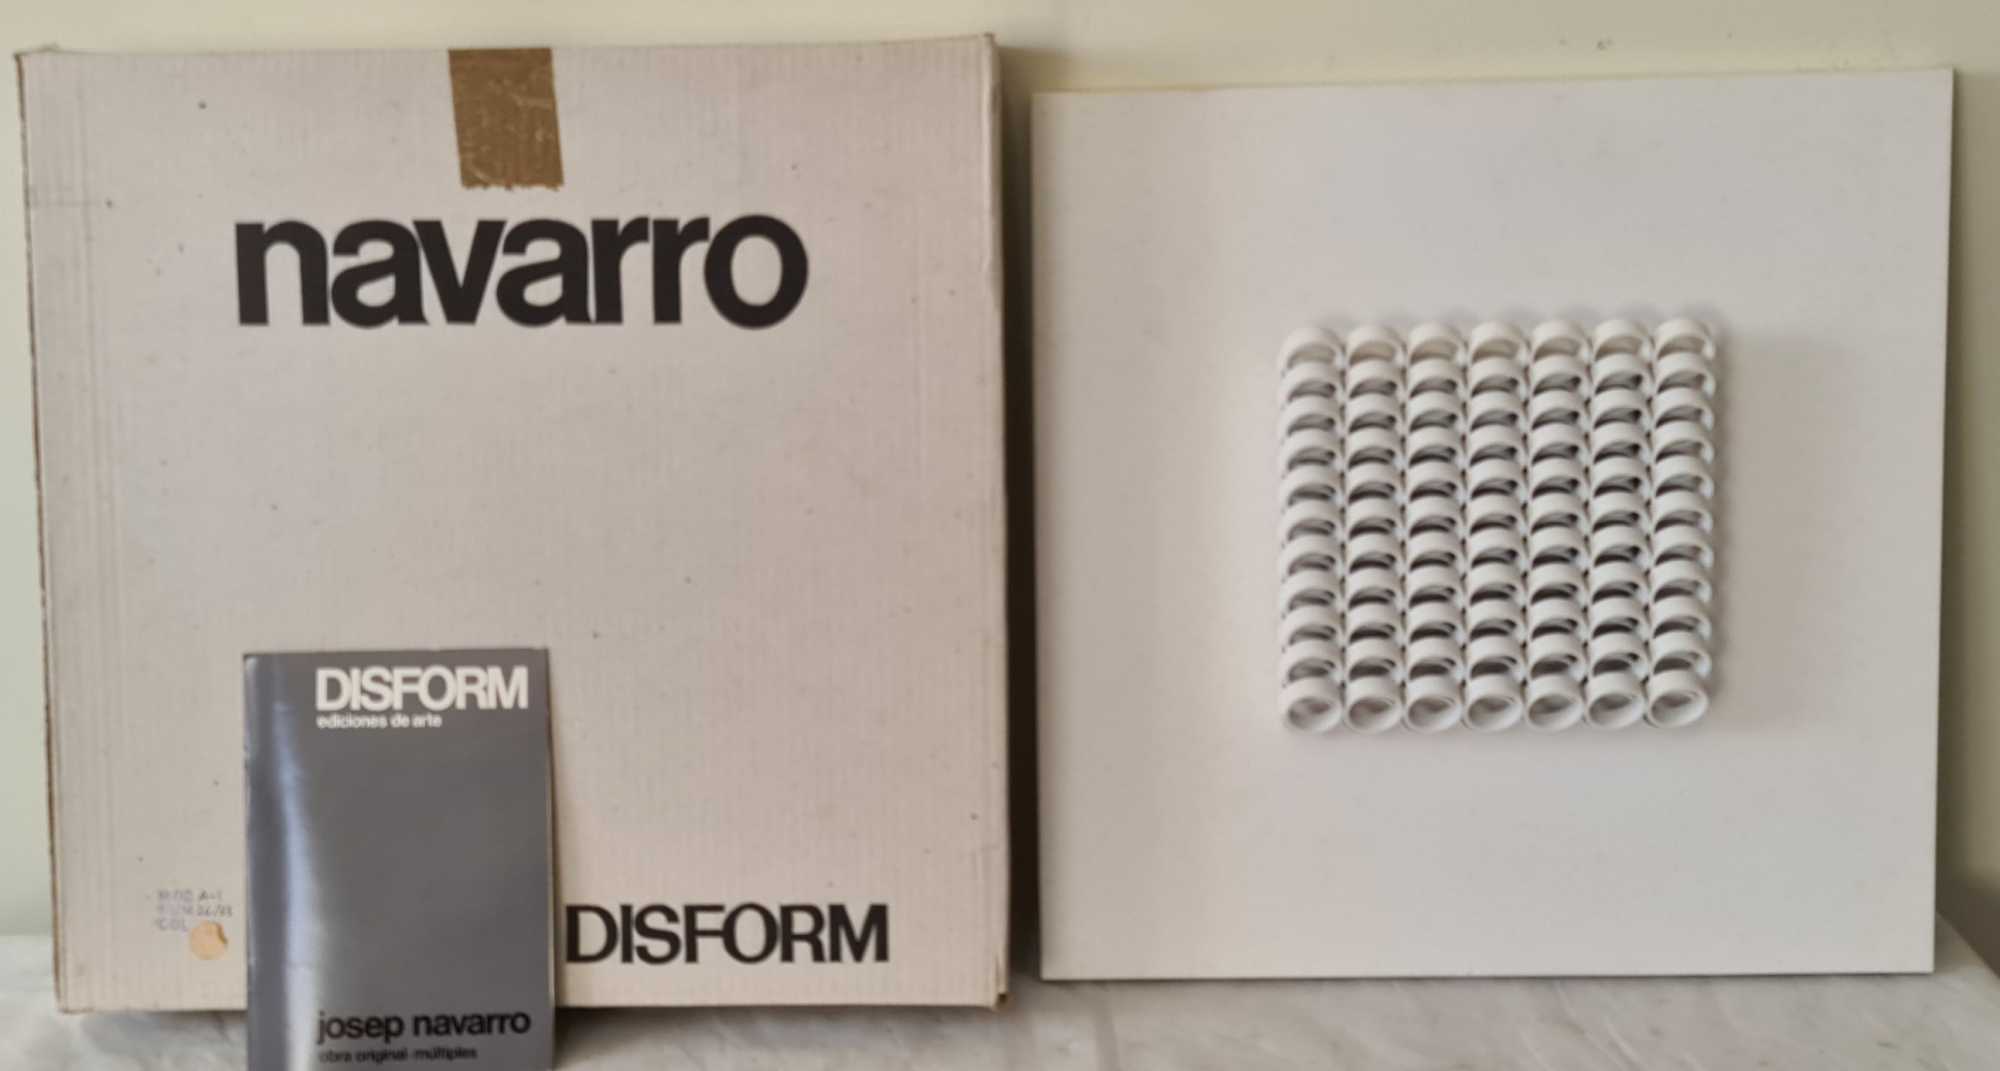 navarro
DISFORM
ediciones de arte
DISFORM
josep navarro
obra original-múltiples